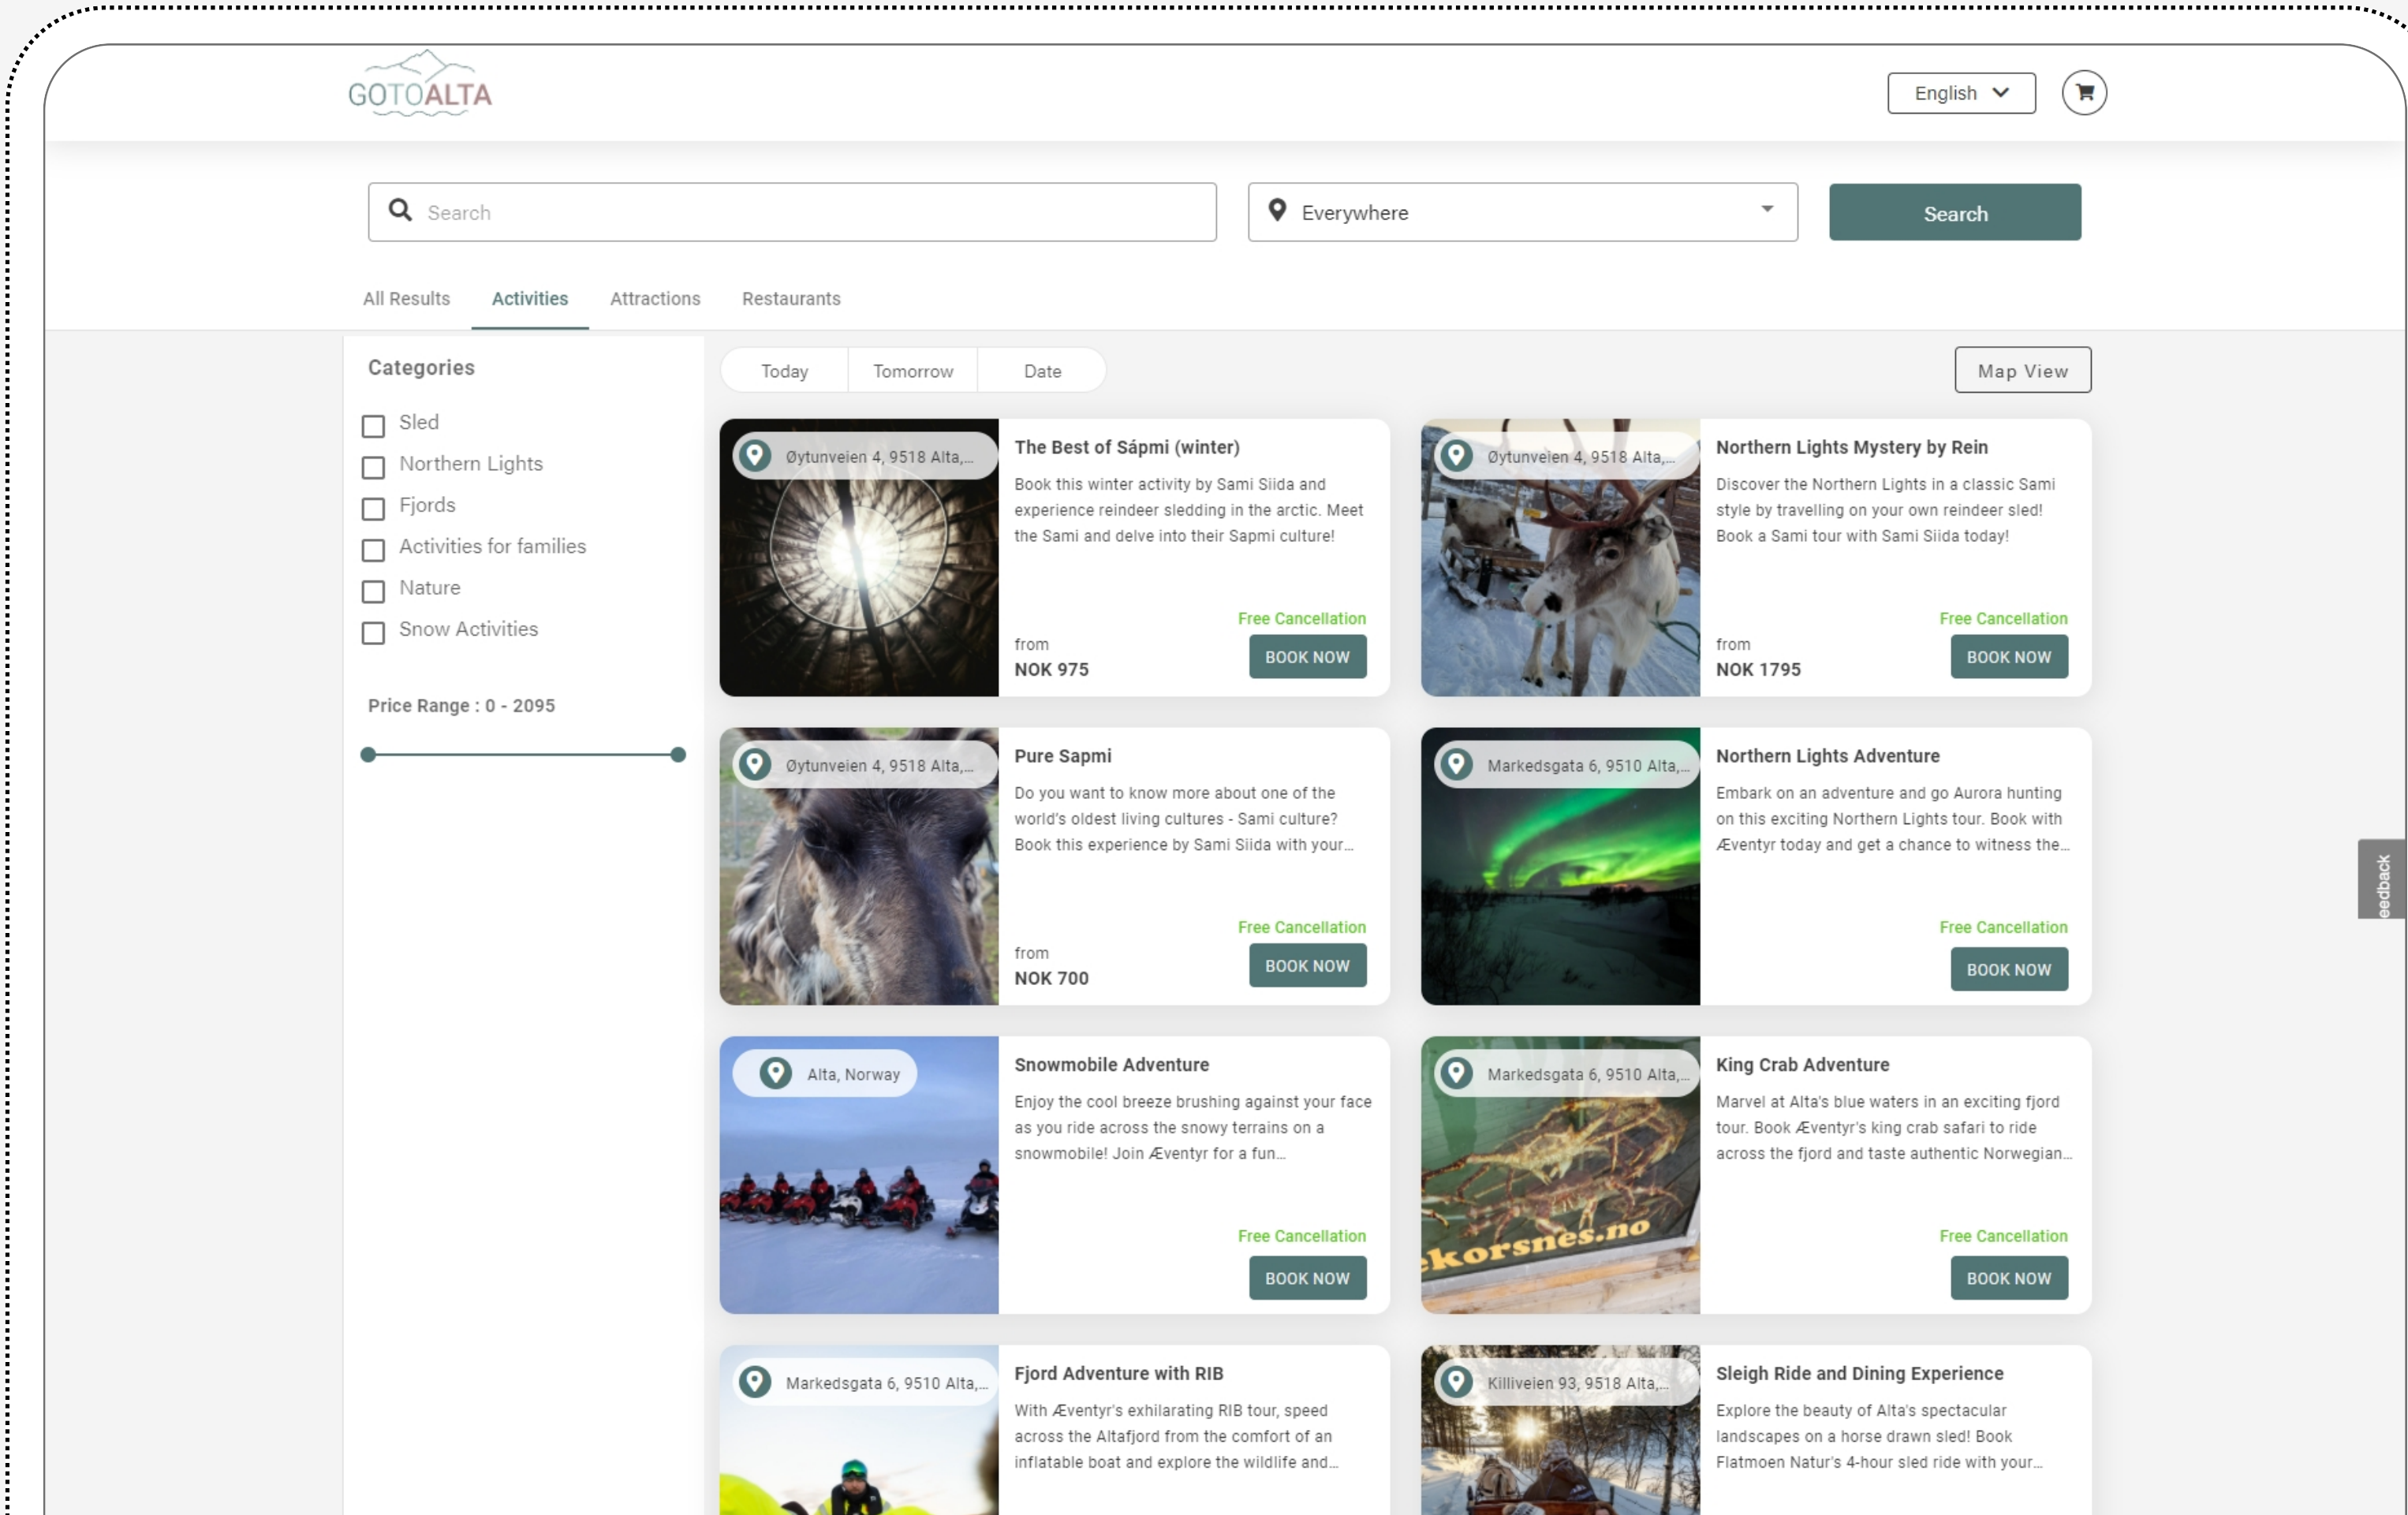 GOTOALTA
English
Search
Everywhere
Search
All Results
Activities
Attractions
Restaurants
Categories
Sled
Northern Lights
Fjords
Activities for families
Nature
Snow Activities
Price Range : 0 - 2095
Today
Tomorrow
Date
Map View
Øytunveien 4, 9518 Alta,...
The Best of Sápmi (winter)
Book this winter activity by Sami Siida and
experience reindeer sledding in the arctic. Meet
the Sami and delve into their Sapmi culture!
Free Cancellation
from
NOK 975
BOOK NOW
Øytunveien 4, 9518 Alta,...
Northern Lights Mystery by Rein
Discover the Northern Lights in a classic Sami
style by travelling on your own reindeer sled!
Book a Sami tour with Sami Siida today!
Free Cancellation
from
NOK 1795
BOOK NOW
Øytunveien 4, 9518 Alta,...
Pure Sapmi
Do you want to know more about one of the
world's oldest living cultures - Sami culture?
Book this experience by Sami Siida with your...
Free Cancellation
from
NOK 700
BOOK NOW
Markedsgata 6, 9510 Alta,...
Northern Lights Adventure
Embark on an adventure and go Aurora hunting
on this exciting Northern Lights tour. Book with
Æventyr today and get a chance to witness the...
Free Cancellation
BOOK NOW
eedback
Alta, Norway
Snowmobile Adventure
Enjoy the cool breeze brushing against your face
as you ride across the snowy terrains on a
snowmobile! Join Æventyr for a fun...
Free Cancellation
BOOK NOW
Markedsgata 6, 9510 Alta,...
ekorsnes.no
King Crab Adventure
Marvel at Alta's blue waters in an exciting fjord
tour. Book Æventyr's king crab safari to ride
across the fjord and taste authentic Norwegian...
Free Cancellation
BOOK NOW
Markedsgata 6, 9510 Alta,...
Fjord Adventure with RIB
With Æventyr's exhilarating RIB tour, speed
across the Altafjord from the comfort of an
inflatable boat and explore the wildlife and...
Killiveien 93, 9518 Alta,...
Sleigh Ride and Dining Experience
Explore the beauty of Alta's spectacular
landscapes on a horse drawn sled! Book
Flatmoen Natur's 4-hour sled ride with your...